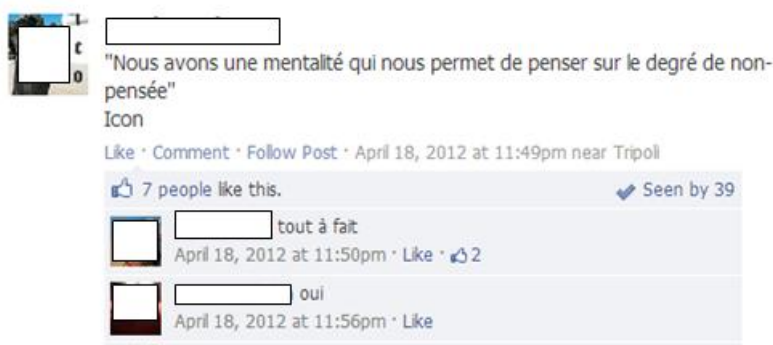 "Nous avons une mentalité qui nous permet de penser sur le degré de non-
pensée"
Icon
Like · Comment · Follow Post · April 18, 2012 at 11:49pm near Tripoli
7 people like this. Seen by 39
tout à fait
April 18, 2012 at 11:50pm · Like · 2
oui
April 18, 2012 at 11:56pm · Like